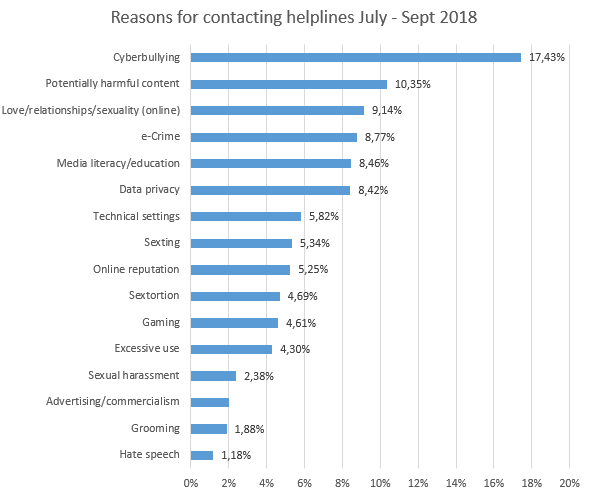 Reasons for contacting helplines July - Sept 2018
Cyberbullying 17,43%
Potentially harmful content 10,35%
Love/relationships/sexuality (online) 9,14%
e-Crime 8,77%
Media literacy/education 8,46%
Data privacy 8,42%
Technical settings 5,82%
Sexting 5,34%
Online reputation 5,25%
Sextortion 4,69%
Gaming 4,61%
Excessive use 4,30%
Sexual harassment 2,38%
Advertising/commercialism
Grooming 1,88%
Hate speech 1,18%
0% 2% 4% 6% 8% 10% 12% 14% 16% 18% 20%